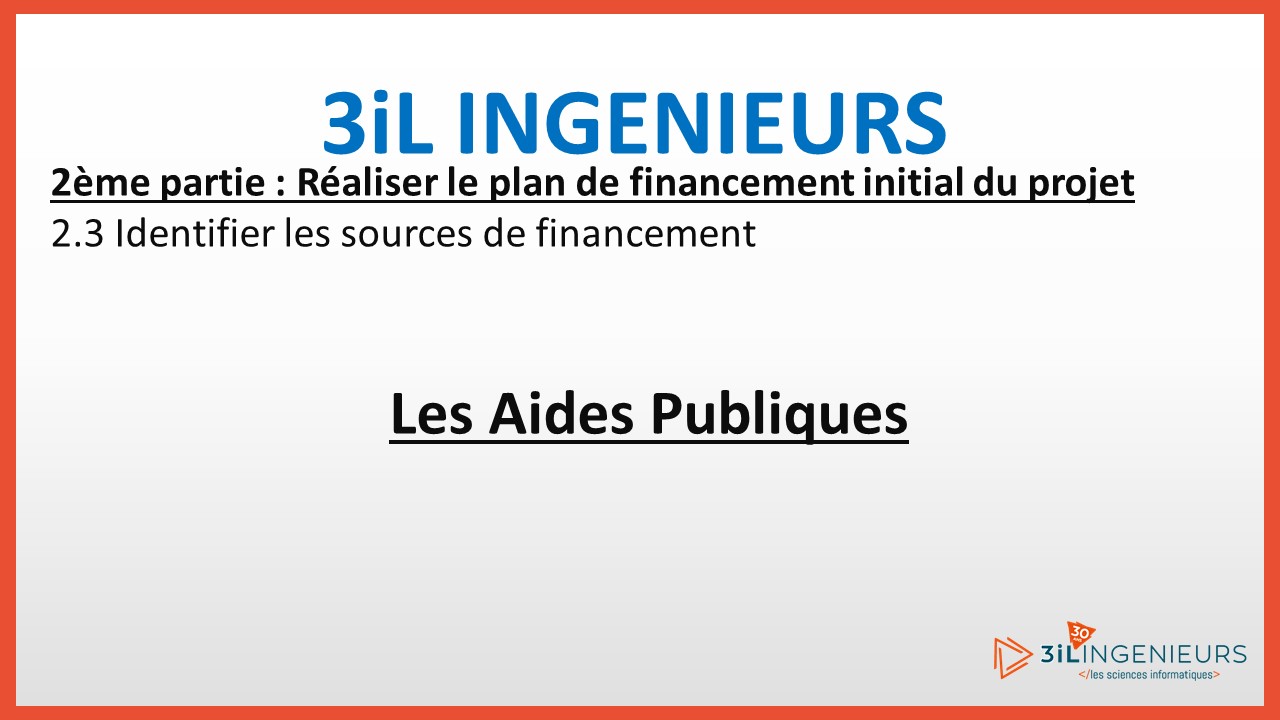 3iL INGENIEURS
2ème partie : Réaliser le plan de financement initial du projet
2.3 Identifier les sources de financement
Les Aides Publiques
30
3iLINGENIEURS
</les sciences informatiques>